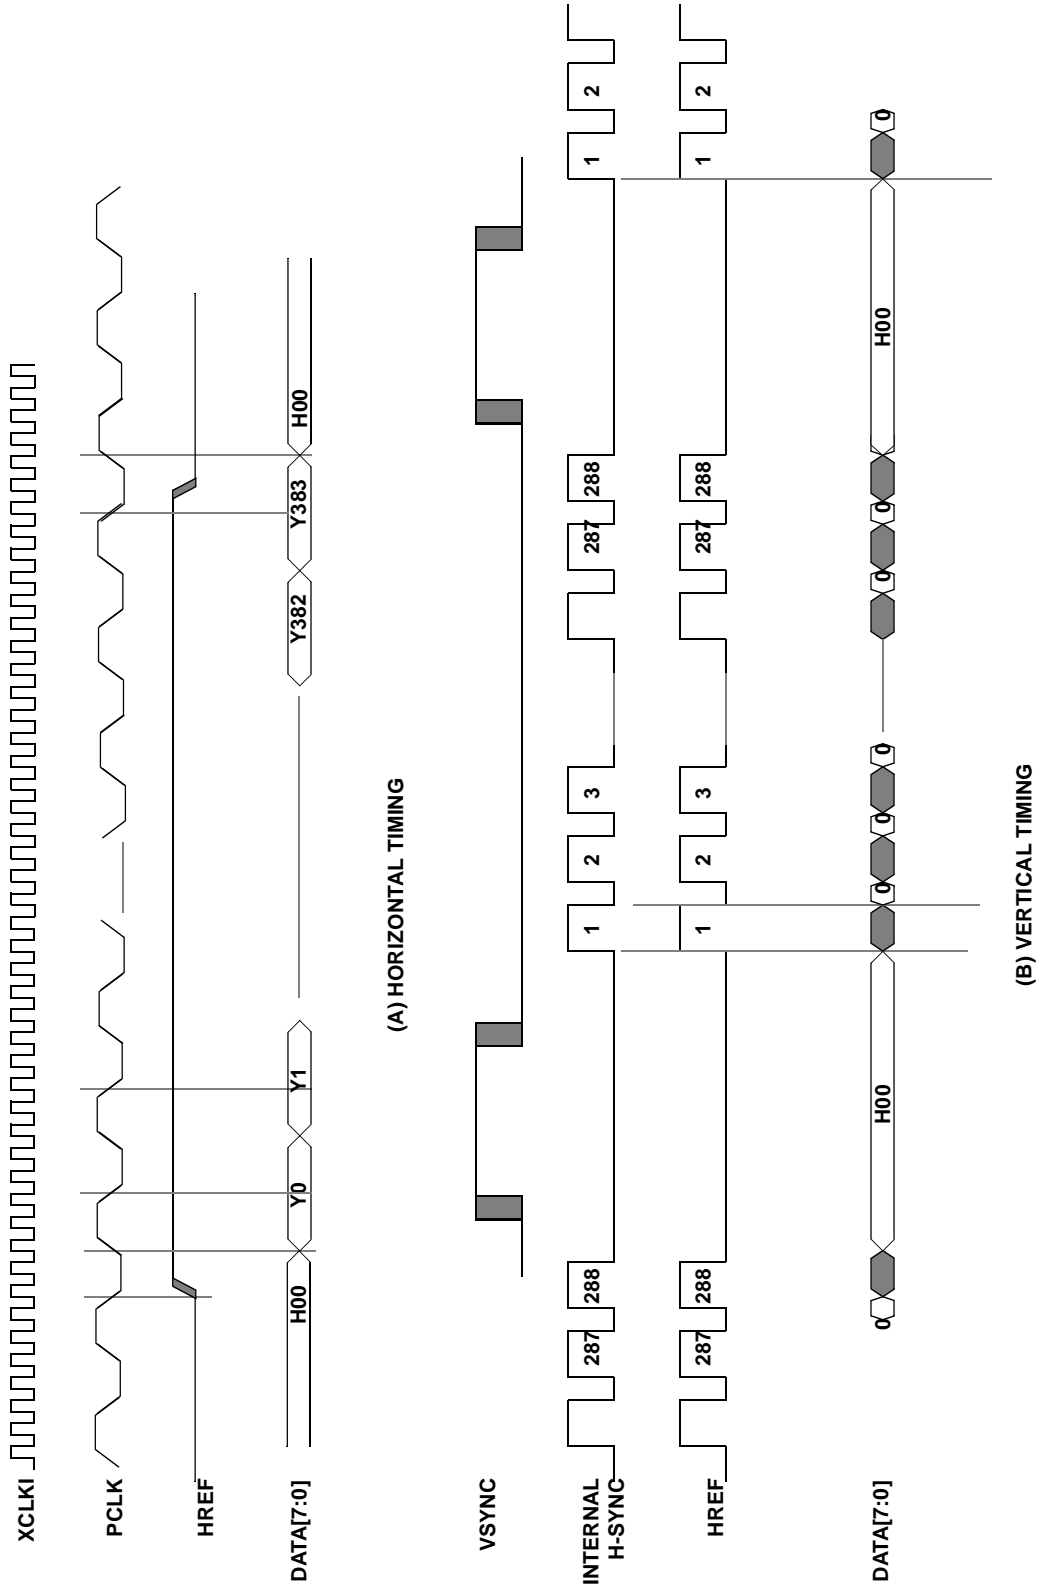 XCLKI
PCLK
HREF
DATA[7:0] H00 Y0 Y1 Y382 Y383 H00
(A) HORIZONTAL TIMING
VSYNC
INTERNAL 287 288 1 2 3 287 288 1 2
H-SYNC
HREF 287 288 1 2 3 287 288 1 2
DATA[7:0] 0 H00 0 0 0 0 0 H00 0
(B) VERTICAL TIMING